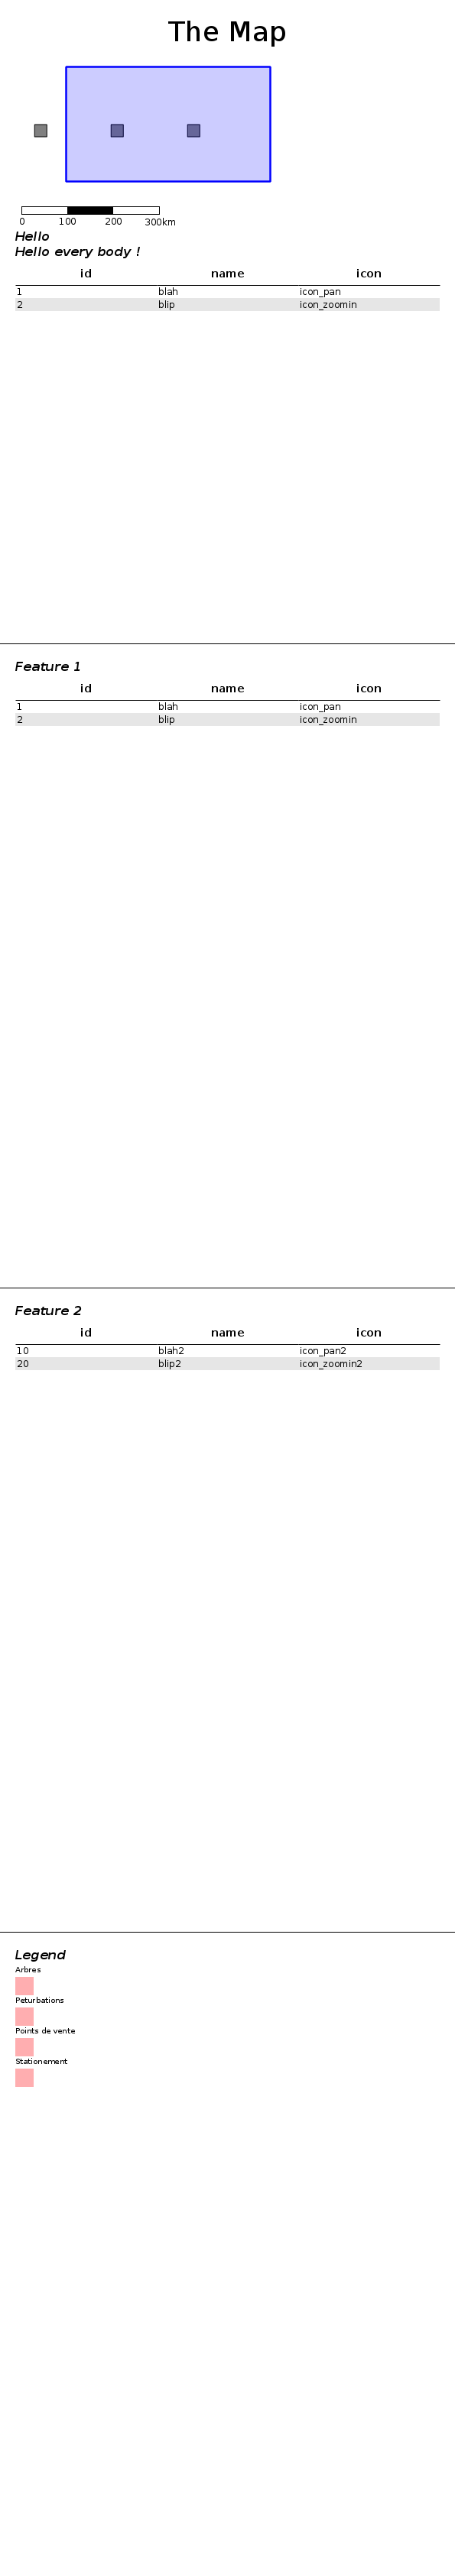 The Map
0 100 200 300km
Hello
Hello every body !
id name icon
1 blah icon_pan
2 blip icon_zoomin
Feature 1
id name icon
1 blah icon_pan
2 blip icon_zoomin
Feature 2
id name icon
10 blah2 icon_pan2
20 blip2 icon_zoomin2
Legend
Arbres
Peturbations
Points de vente
Stationement